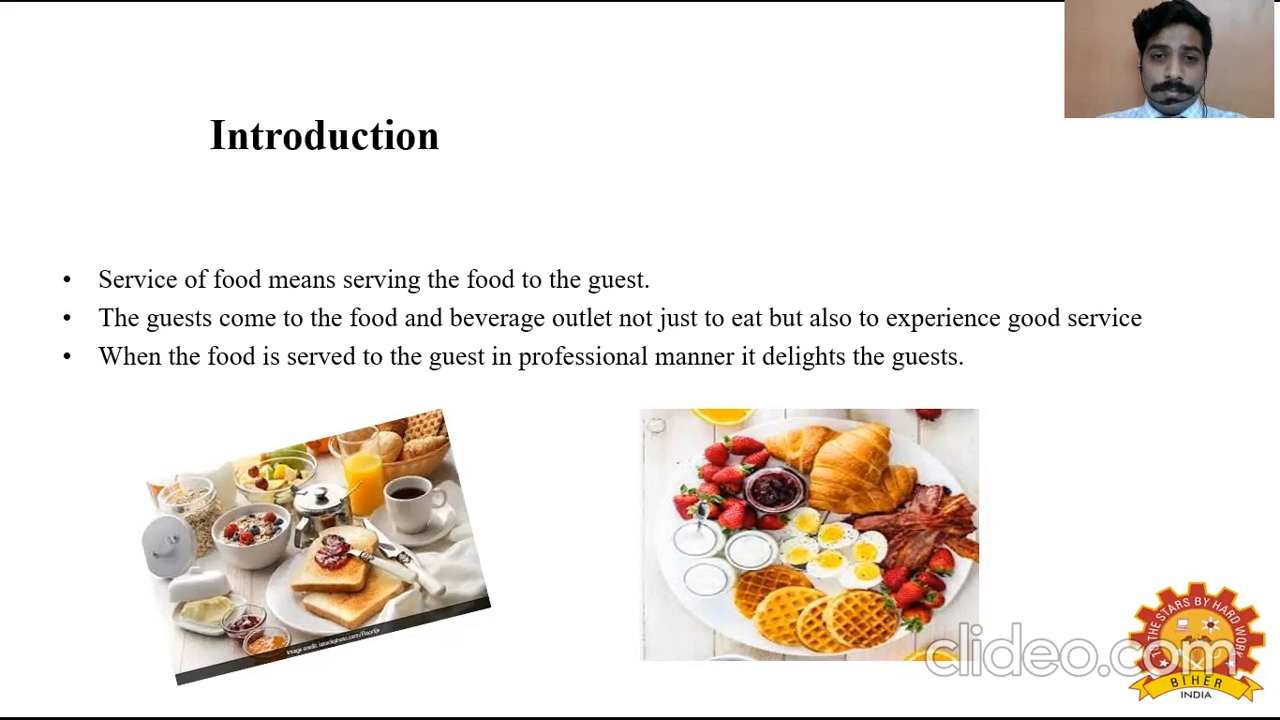 Introduction
• Service of food means serving the food to the guest.
• The guests come to the food and beverage outlet not just to eat but also to experience good service
• When the food is served to the guest in professional manner it delights the guests.
clideo.com
THE STARS BY HARD WORK
BIHER
INDIA